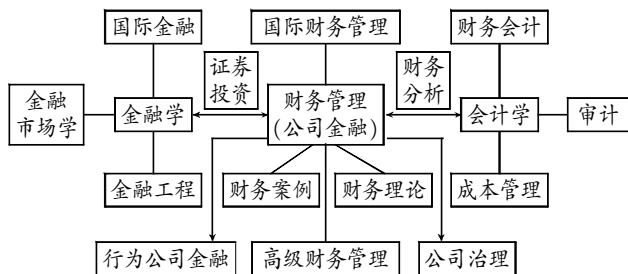 国际金融
国际财务管理
财务会计
证券
投资
财务
分析
金融
市场学
金融学
财务管理
(公司金融)
会计学
审计
金融工程
财务案例
财务理论
成本管理
行为公司金融
高级财务管理
公司治理